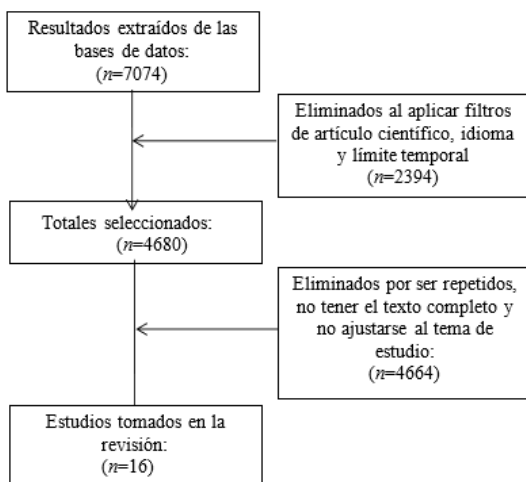 Resultados extraídos de las
bases de datos:
(n=7074)
Eliminados al aplicar filtros
de artículo científico, idioma
y límite temporal
(n=2394)
Totales seleccionados:
(n=4680)
Eliminados por ser repetidos,
no tener el texto completo y
no ajustarse al tema de
estudio:
(n=4664)
Estudios tomados en la
revisión:
(n=16)